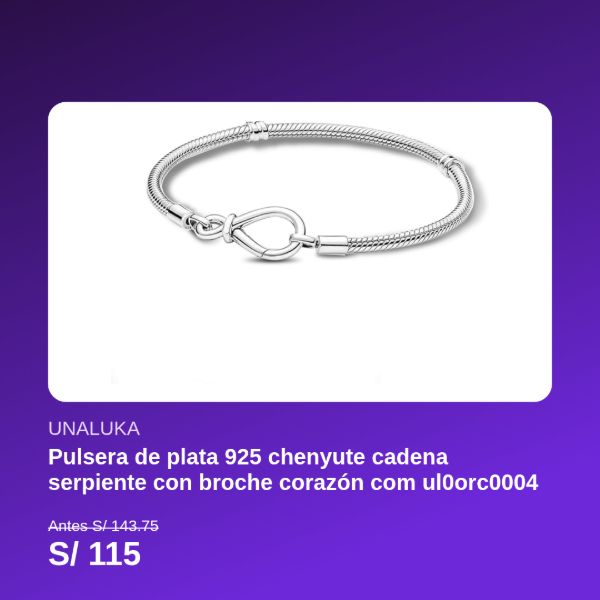 UNALUKA
Pulsera de plata 925 chenyute cadena
serpiente con broche corazón com ul0orc0004
Antes S/ 143.75
S/ 115